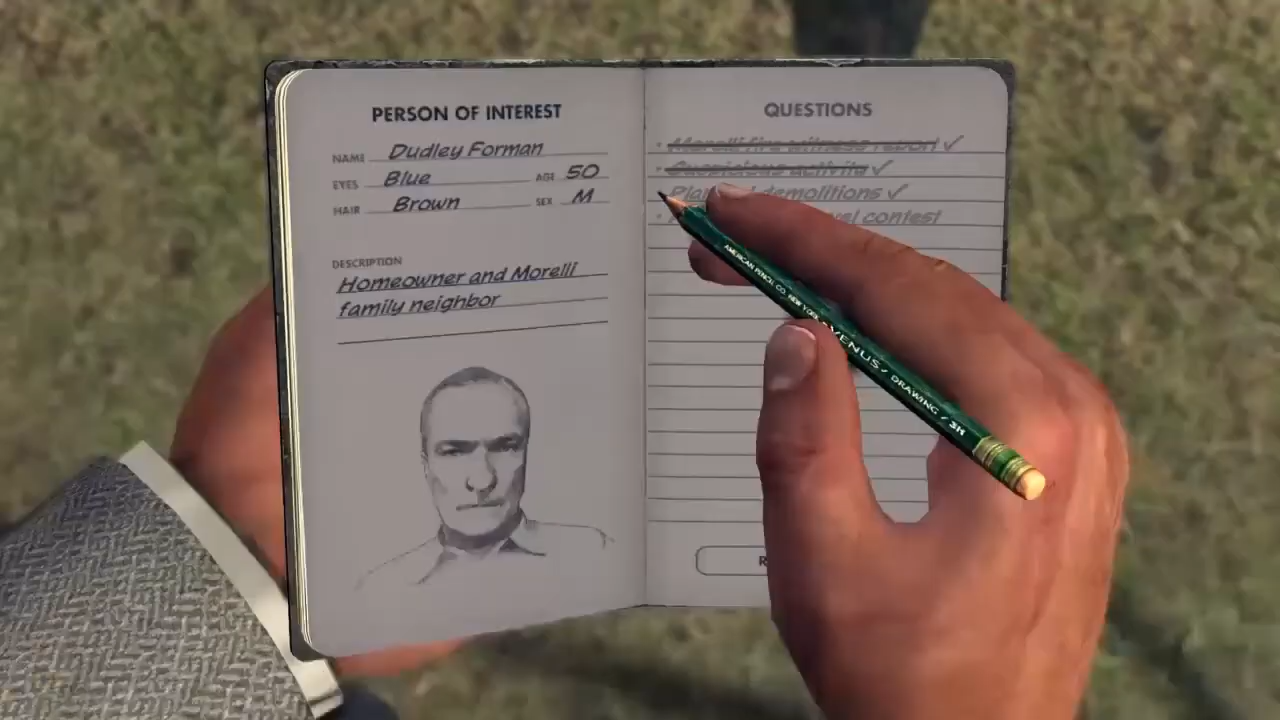 PERSON OF INTEREST
NAME Dudley Forman
EYES Blue AGE 50
HAIR Brown SEX M
DESCRIPTION
Homeowner and Morelli
family neighbor
QUESTIONS
Morelli fire witness report ✓
Suspicious activity ✓
demolitions ✓
contest
AMERICAN PENCIL CO. NEW YORK VENUS / DRAWING / 3H